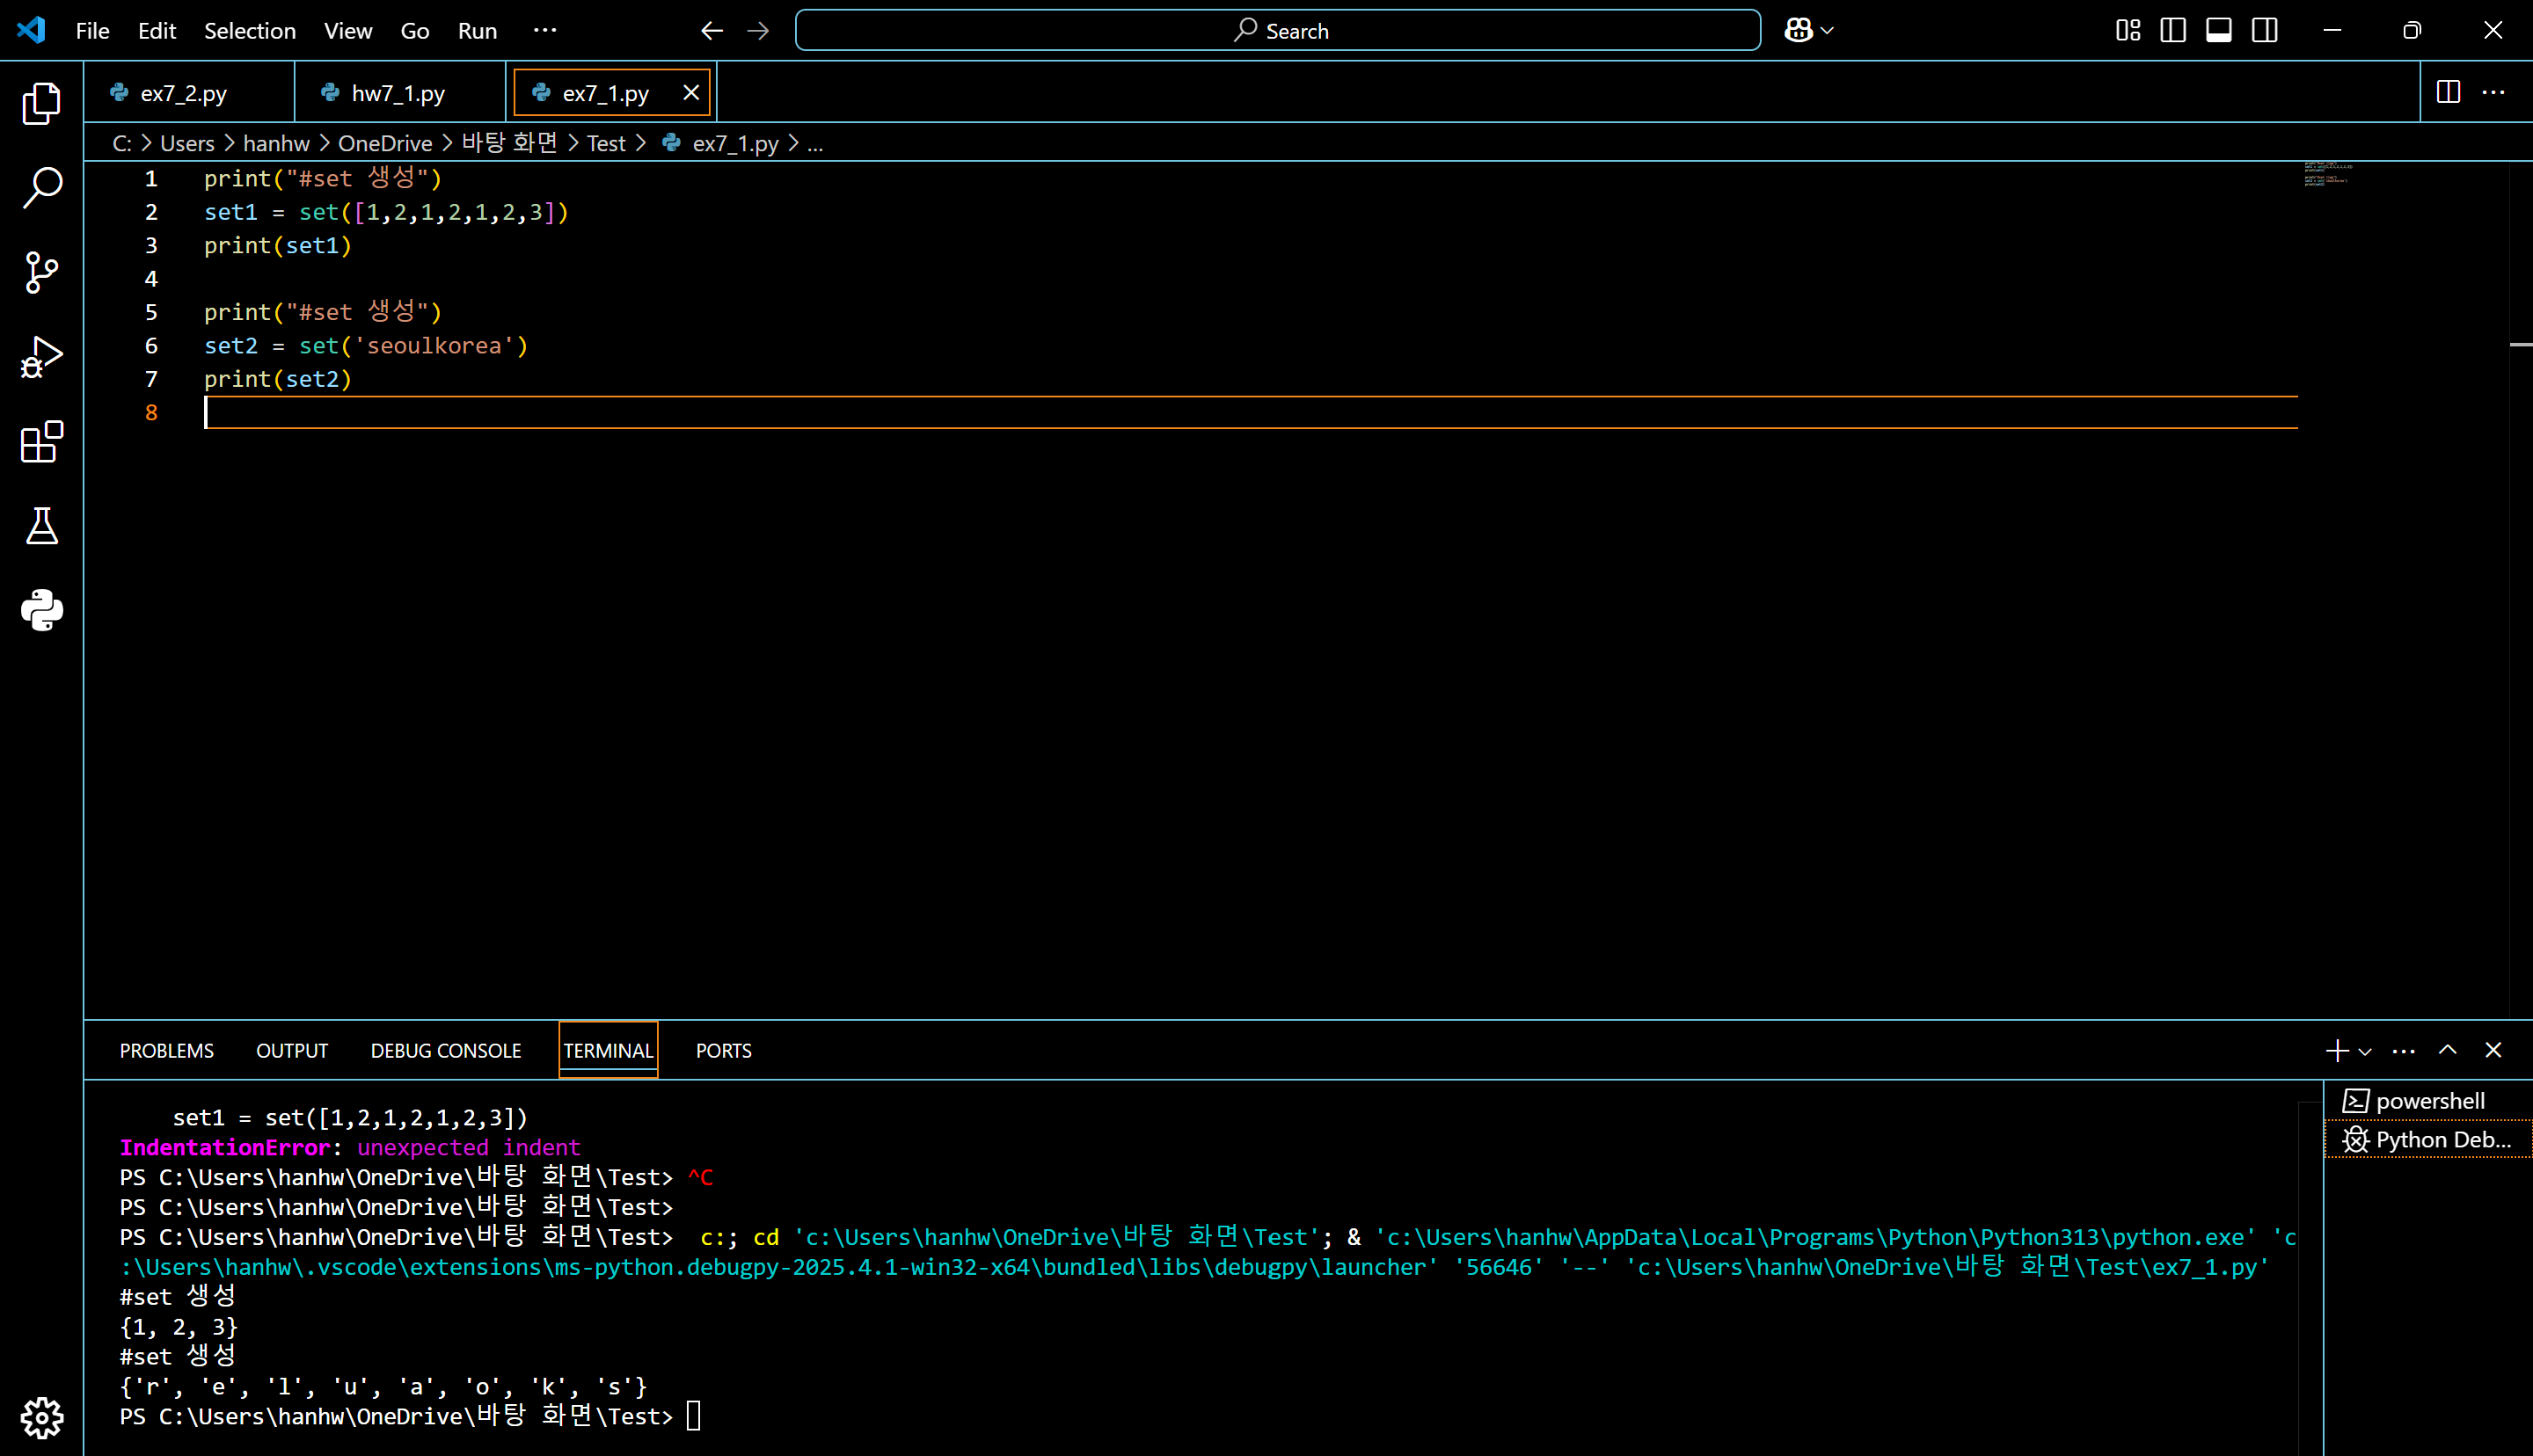 File Edit Selection View Go Run ··· Search
ex7_2.py hw7_1.py ex7_1.py
C: > Users > hanhw > OneDrive > 바탕 화면 > Test > ex7_1.py > ...
1 print("#set 생성")
2 set1 = set([1,2,1,2,1,2,3])
3 print(set1)
4
5 print("#set 생성")
6 set2 = set('seoulkorea')
7 print(set2)
8
PROBLEMS OUTPUT DEBUG CONSOLE TERMINAL PORTS
set1 = set([1,2,1,2,1,2,3])
IndentationError: unexpected indent
PS C:\Users\hanhw\OneDrive\바탕 화면\Test> ^C
PS C:\Users\hanhw\OneDrive\바탕 화면\Test>
PS C:\Users\hanhw\OneDrive\바탕 화면\Test>  c:; cd 'c:\Users\hanhw\OneDrive\바탕 화면\Test'; & 'c:\Users\hanhw\AppData\Local\Programs\Python\Python313\python.exe' 'c
:\Users\hanhw\.vscode\extensions\ms-python.debugpy-2025.4.1-win32-x64\bundled\libs\debugpy\launcher' '56646' '--' 'c:\Users\hanhw\OneDrive\바탕 화면\Test\ex7_1.py'
#set 생성
{1, 2, 3}
#set 생성
{'r', 'e', 'l', 'u', 'a', 'o', 'k', 's'}
PS C:\Users\hanhw\OneDrive\바탕 화면\Test>
powershell
Python Deb...